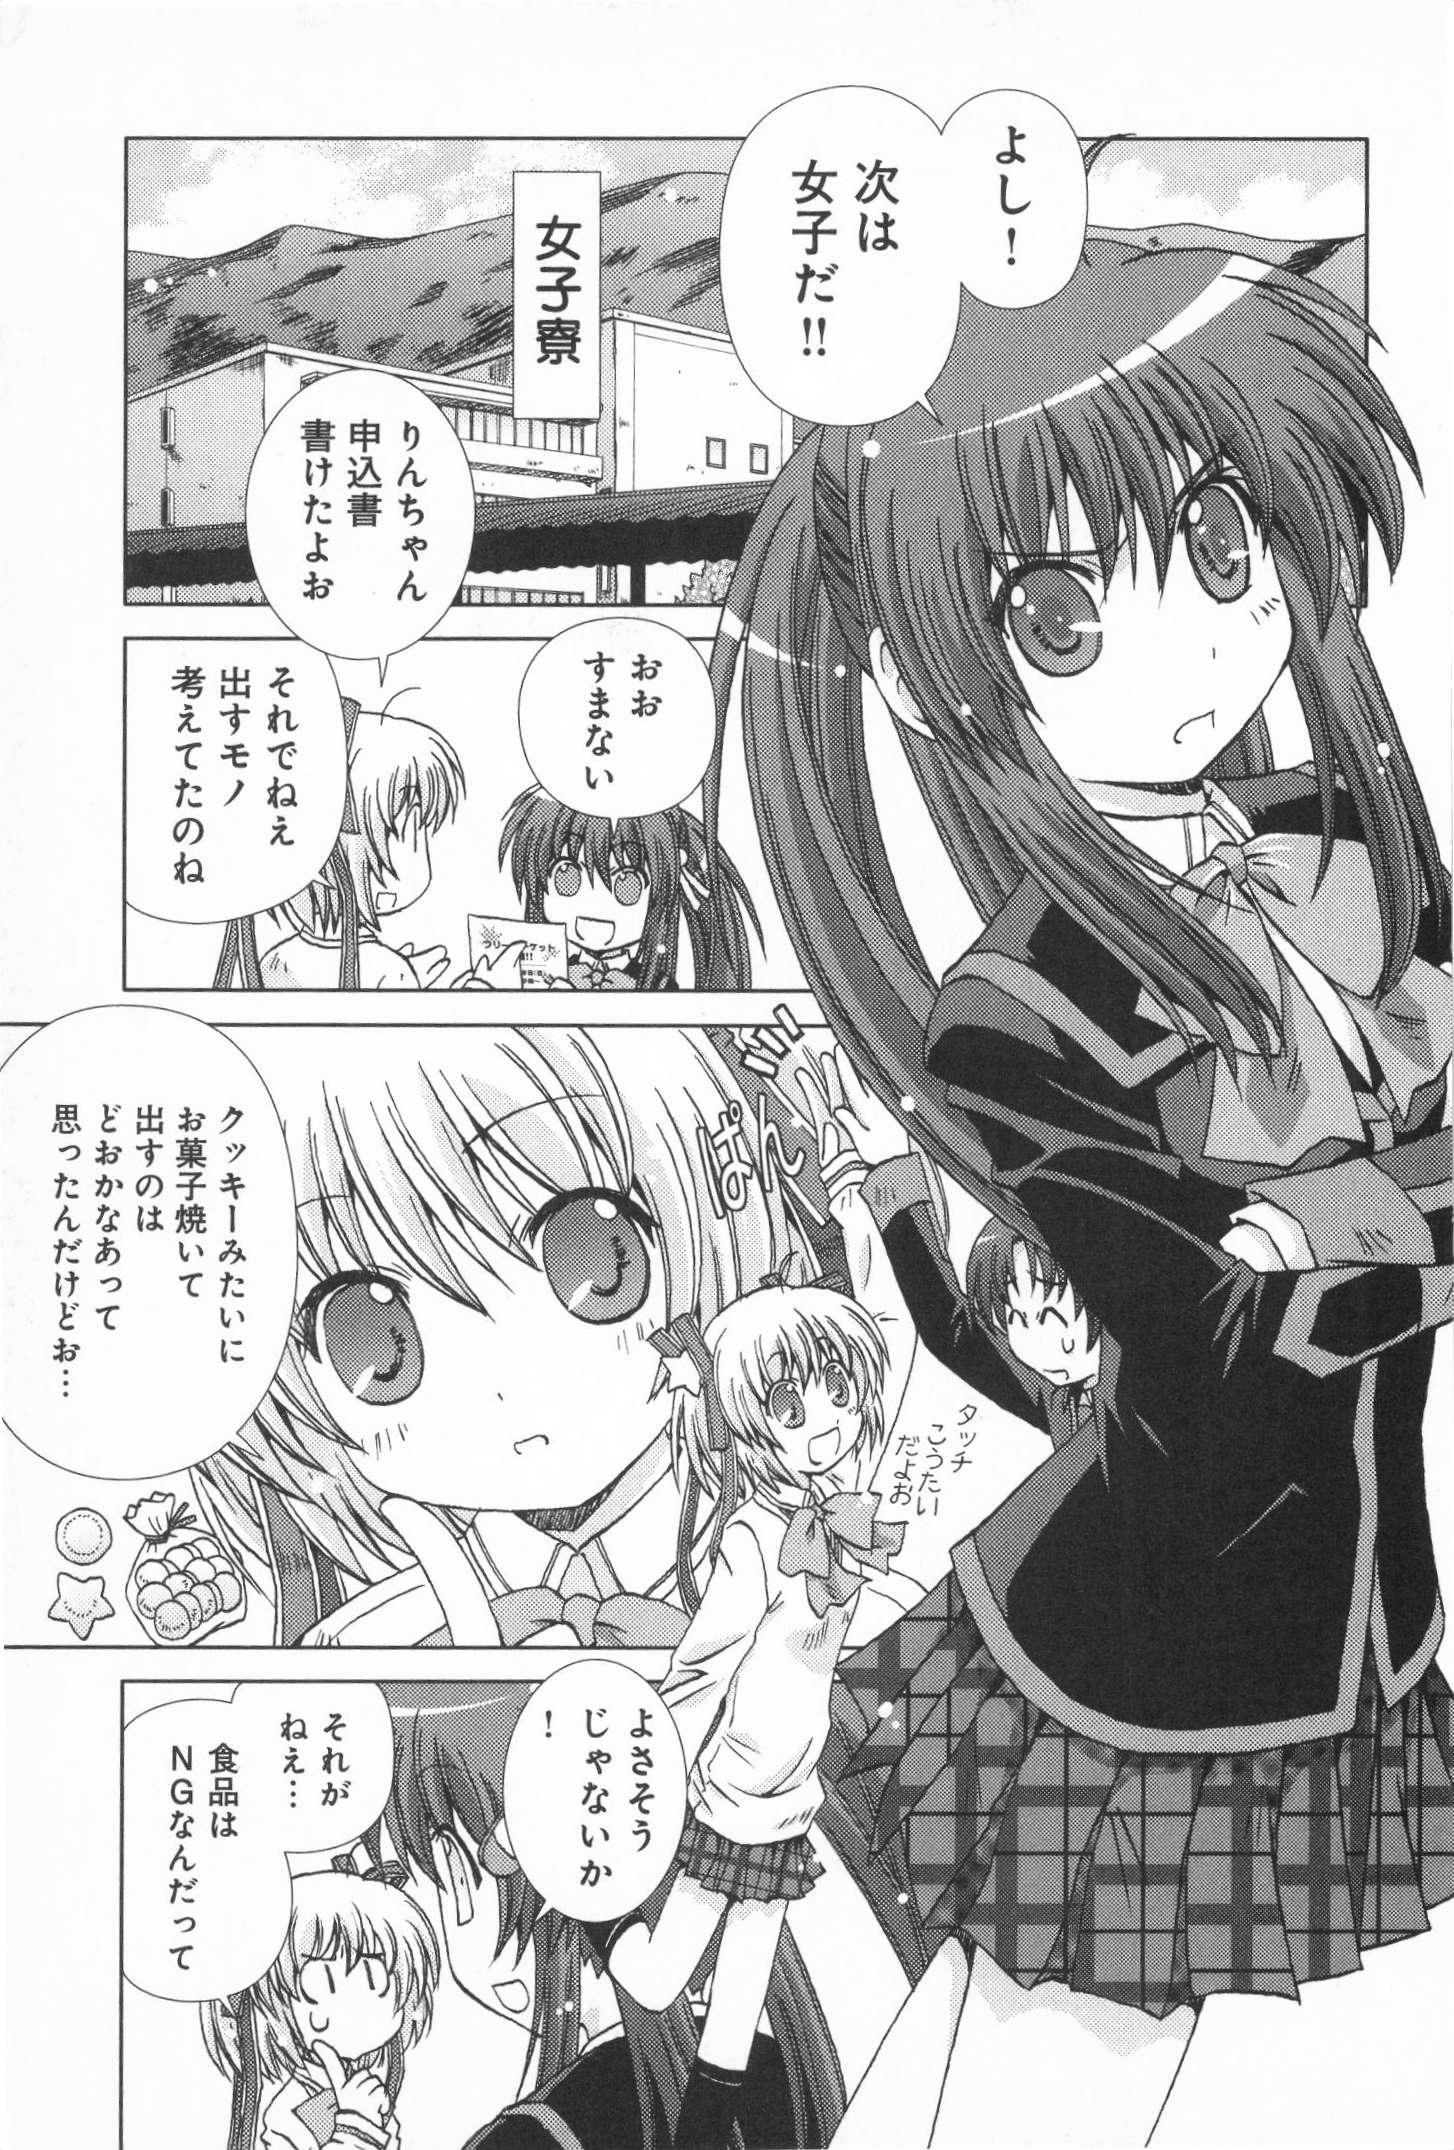 よし！
次は
女子だ!!
女子寮
りんちゃん
申込書
書けたよお
おお
すまない
それでねえ
出すモノ
考えてたのね
ぱん
タッチ
こうたい
だよお
クッキーみたいに
お菓子焼いて
出すのは
どおかなあって
思ったんだけどお…
よさそう
じゃないか
！
それが
ねえ…
食品は
NGなんだって